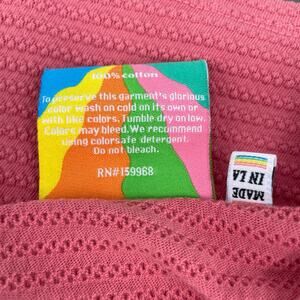 100% cotton
To preserve this garment's glorious
color wash on cold on its own or
with like colors. Tumble dry on low.
Colors may bleed. We recommend
using colorsafe detergent.
Do not bleach.
RN#159968
MADE
IN LA